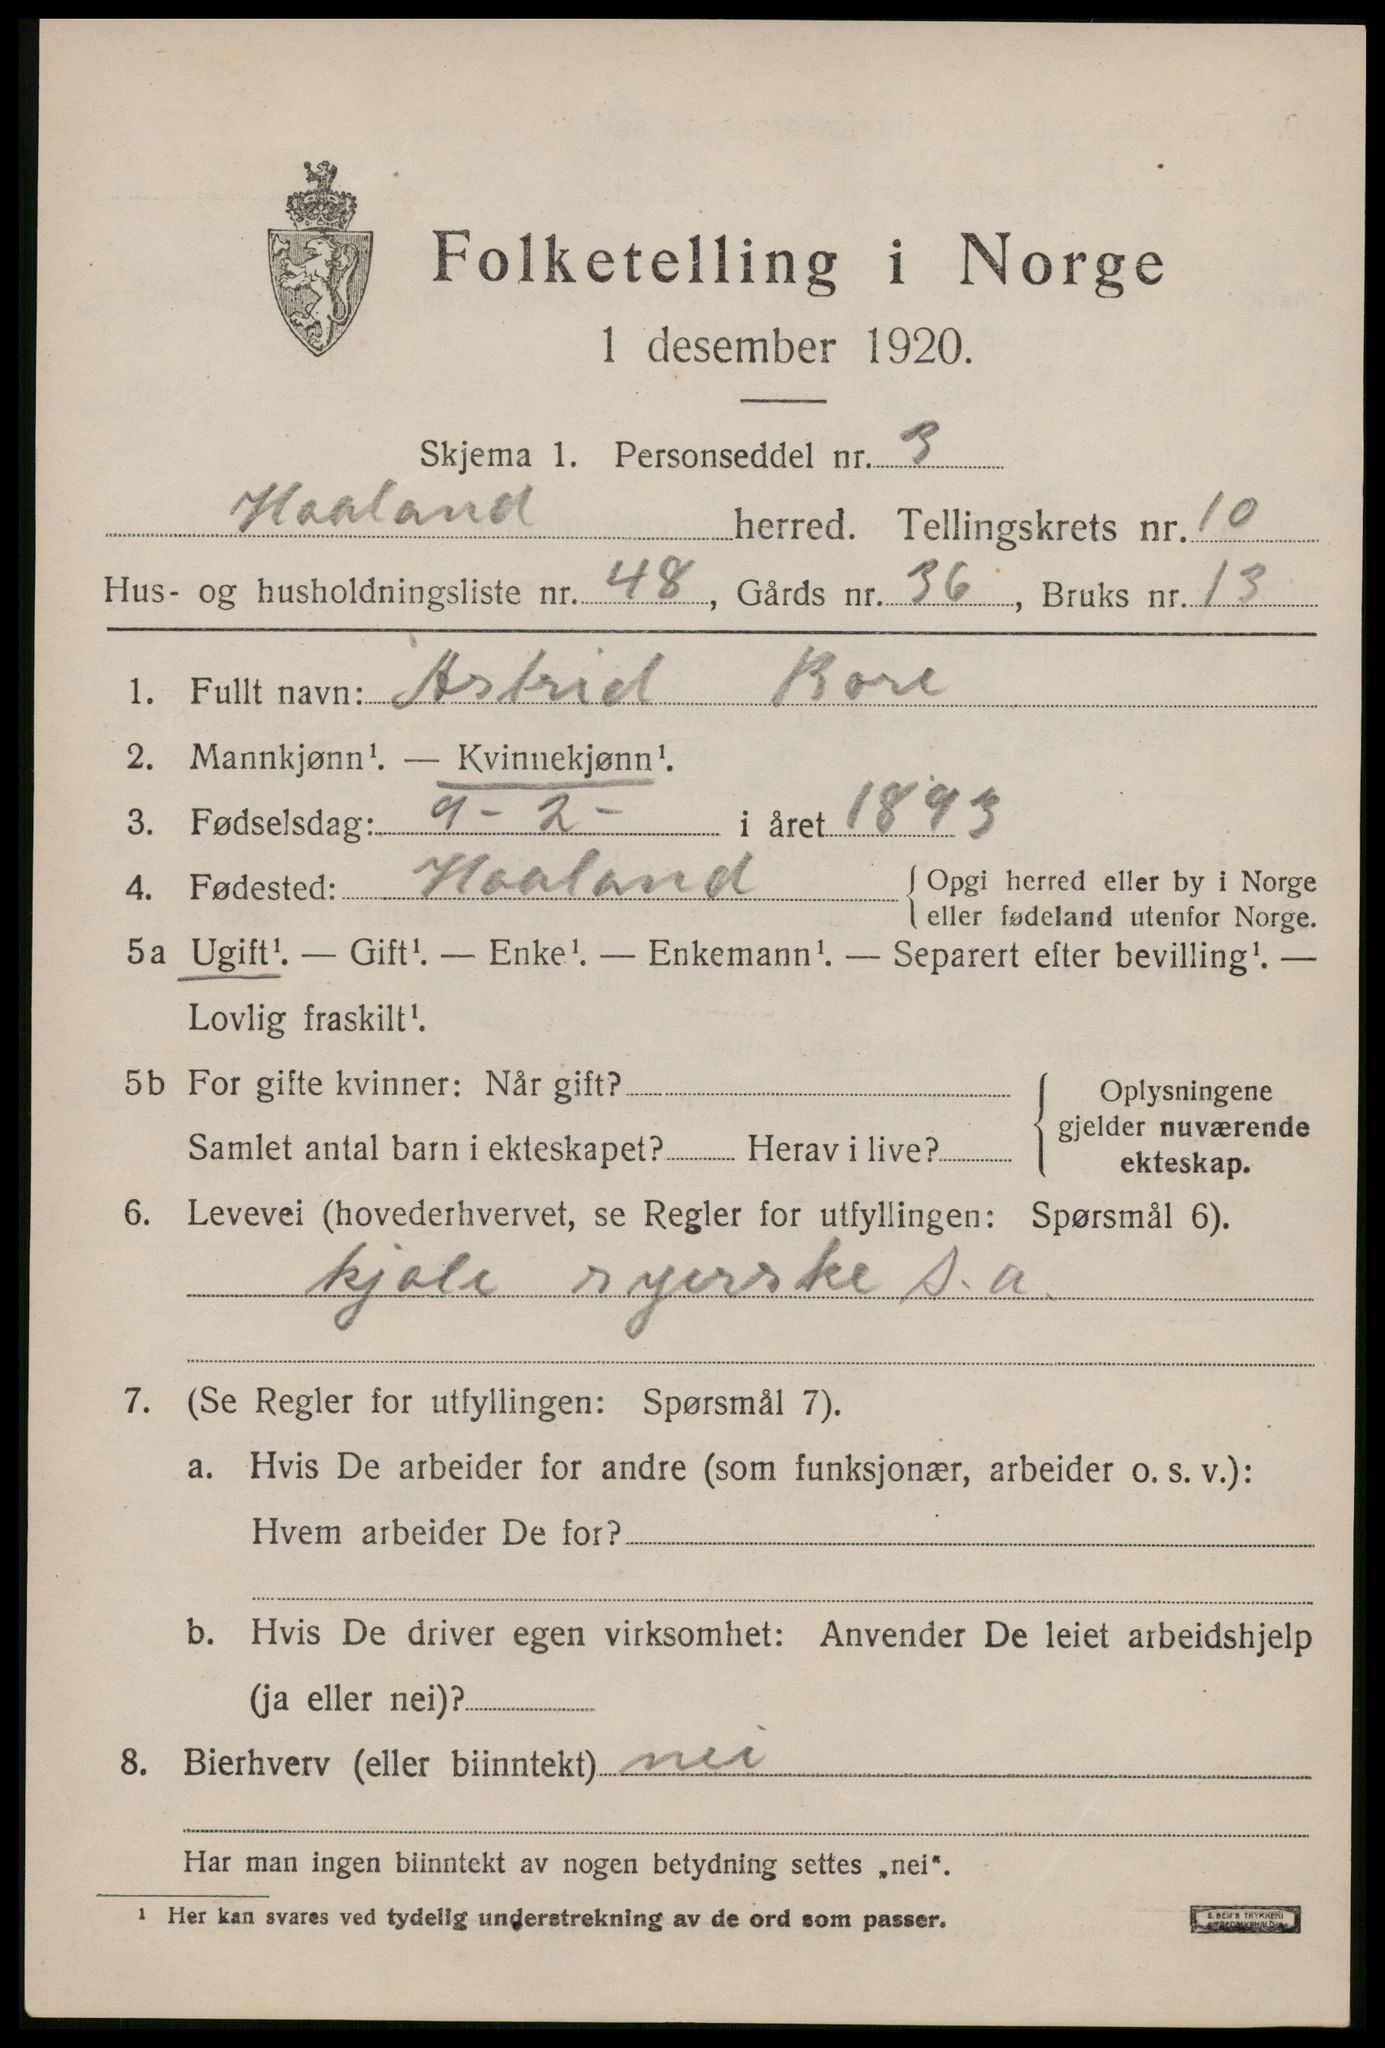 Folketelling i Norge
1 desember 1920.
Skjema 1. Personseddel nr. 3
Haaland herred. Tellingskrets nr. 10
Hus- og husholdningsliste nr. 48, Gårds nr. 36, Bruks nr. 13
1. Fullt navn: Astrid Bore
2. Mannkjønn¹. — Kvinnekjønn¹.
3. Fødselsdag: 9 - 2 - i året 1893
4. Fødested: Haaland { Opgi herred eller by i Norge
eller fødeland utenfor Norge.
5a Ugift¹. — Gift¹. — Enke¹. — Enkemann¹. — Separert efter bevilling¹. —
Lovlig fraskilt¹.
5b For gifte kvinner: Når gift? { Oplysningene
gjelder nuværende
Samlet antal barn i ekteskapet? Herav i live? ekteskap.
6. Levevei (hovederhvervet, se Regler for utfyllingen: Spørsmål 6).
kjole syerske S. a.
7. (Se Regler for utfyllingen: Spørsmål 7).
a. Hvis De arbeider for andre (som funksjonær, arbeider o. s. v.):
Hvem arbeider De for?
b. Hvis De driver egen virksomhet: Anvender De leiet arbeidshjelp
(ja eller nei)?
8. Bierhverv (eller biinntekt) nei
Har man ingen biinntekt av nogen betydning settes „nei".
¹ Her kan svares ved tydelig understrekning av de ord som passer.